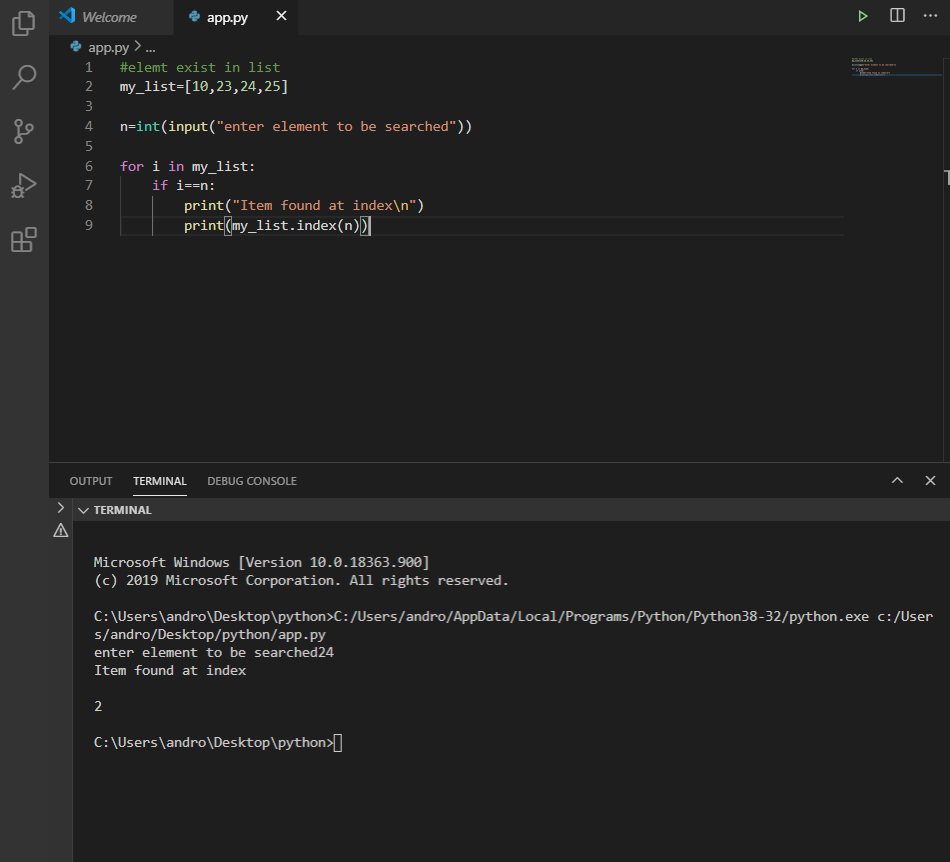 Welcome
app.py
app.py > ...
1 #elemt exist in list
2 my_list=[10,23,24,25]
3
4 n=int(input("enter element to be searched"))
5
6 for i in my_list:
7     if i==n:
8         print("Item found at index\n")
9         print(my_list.index(n))
OUTPUT TERMINAL DEBUG CONSOLE
TERMINAL
Microsoft Windows [Version 10.0.18363.900]
(c) 2019 Microsoft Corporation. All rights reserved.
C:\Users\andro\Desktop\python>C:/Users/andro/AppData/Local/Programs/Python/Python38-32/python.exe c:/User
s/andro/Desktop/python/app.py
enter element to be searched24
Item found at index
2
C:\Users\andro\Desktop\python>